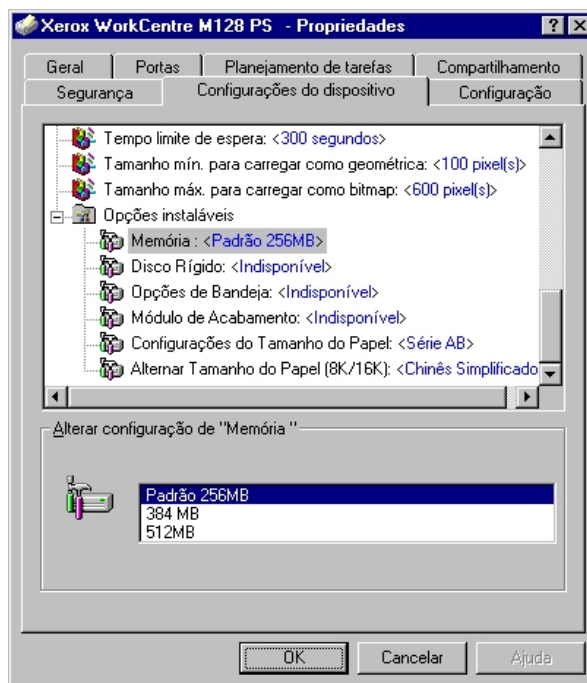 Xerox WorkCentre M128 PS - Propriedades
Geral Portas Planejamento de tarefas Compartilhamento
Segurança Configurações do dispositivo Configuração
Tempo limite de espera: <300 segundos>
Tamanho mín. para carregar como geométrica: <100 pixel(s)>
Tamanho máx. para carregar como bitmap: <600 pixel(s)>
Opções instaláveis
Memória : <Padrão 256MB>
Disco Rígido: <Indisponível>
Opções de Bandeja: <Indisponível>
Módulo de Acabamento: <Indisponível>
Configurações do Tamanho do Papel: <Série AB>
Alternar Tamanho do Papel (8K/16K): <Chinês Simplificado
Alterar configuração de "Memória "
Padrão 256MB
384 MB
512MB
OK Cancelar Ajuda